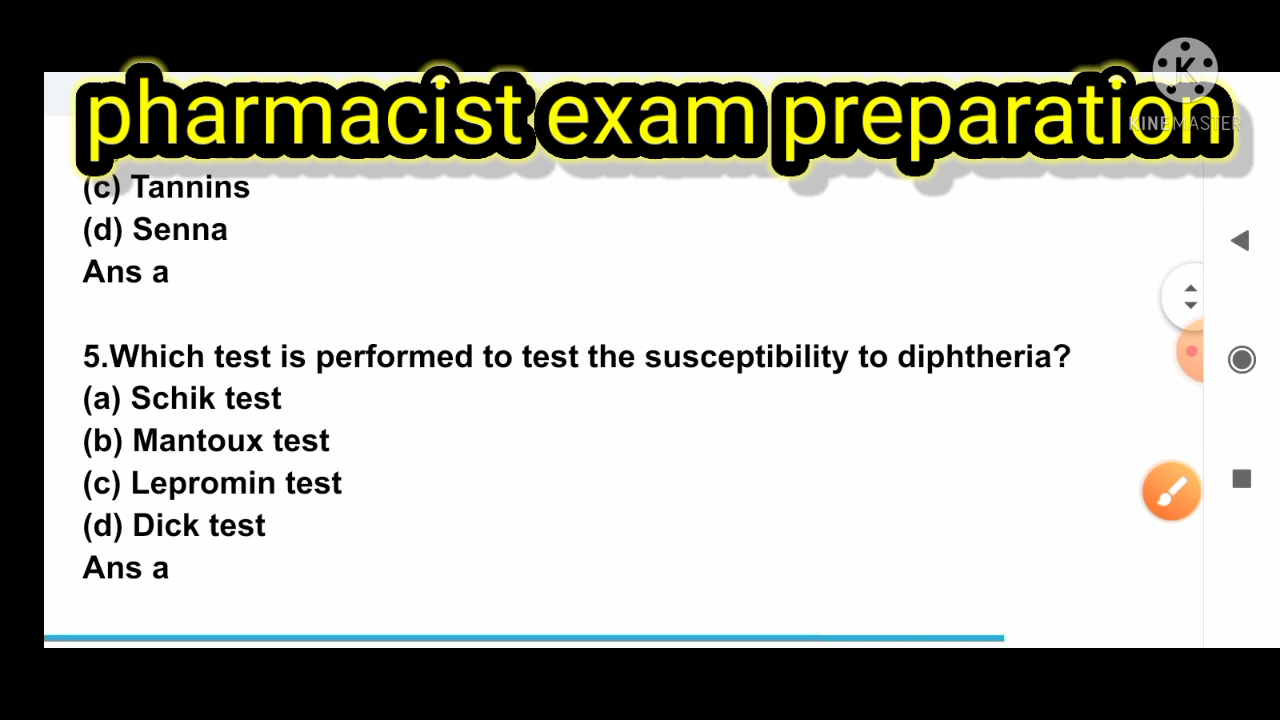 pharmacist exam preparation
KINEMASTER
(c) Tannins
(d) Senna
Ans a
5.Which test is performed to test the susceptibility to diphtheria?
(a) Schik test
(b) Mantoux test
(c) Lepromin test
(d) Dick test
Ans a